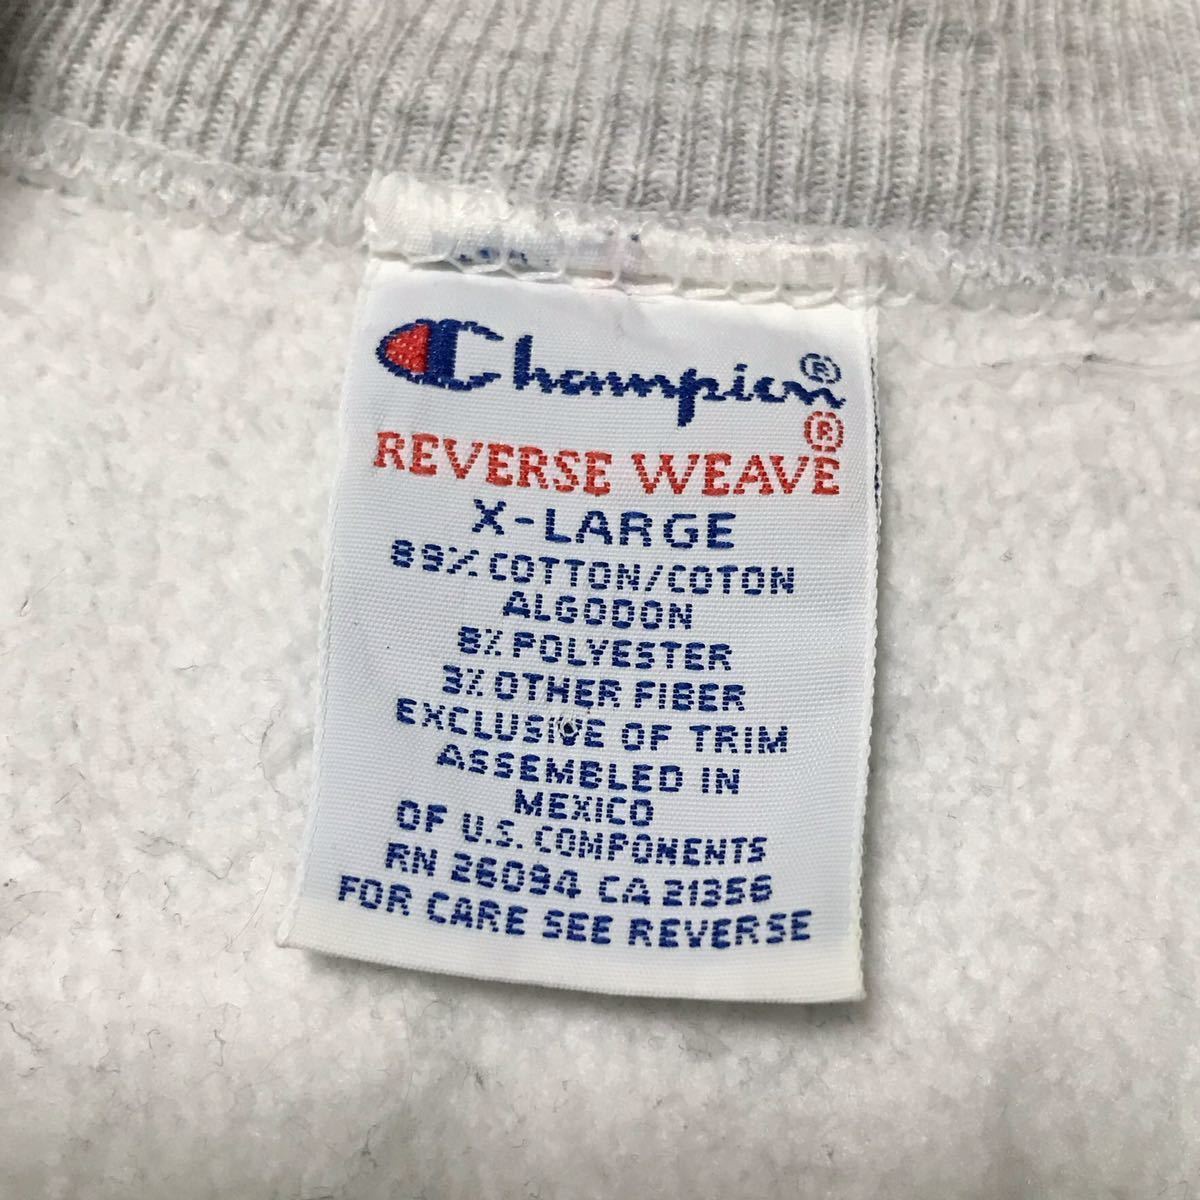 Champion®
REVERSE WEAVE®
X-LARGE
89% COTTON/COTON
ALGODON
8% POLYESTER
3% OTHER FIBER
EXCLUSIVE OF TRIM
ASSEMBLED IN
MEXICO
OF U.S. COMPONENTS
RN 26094 CA 21356
FOR CARE SEE REVERSE